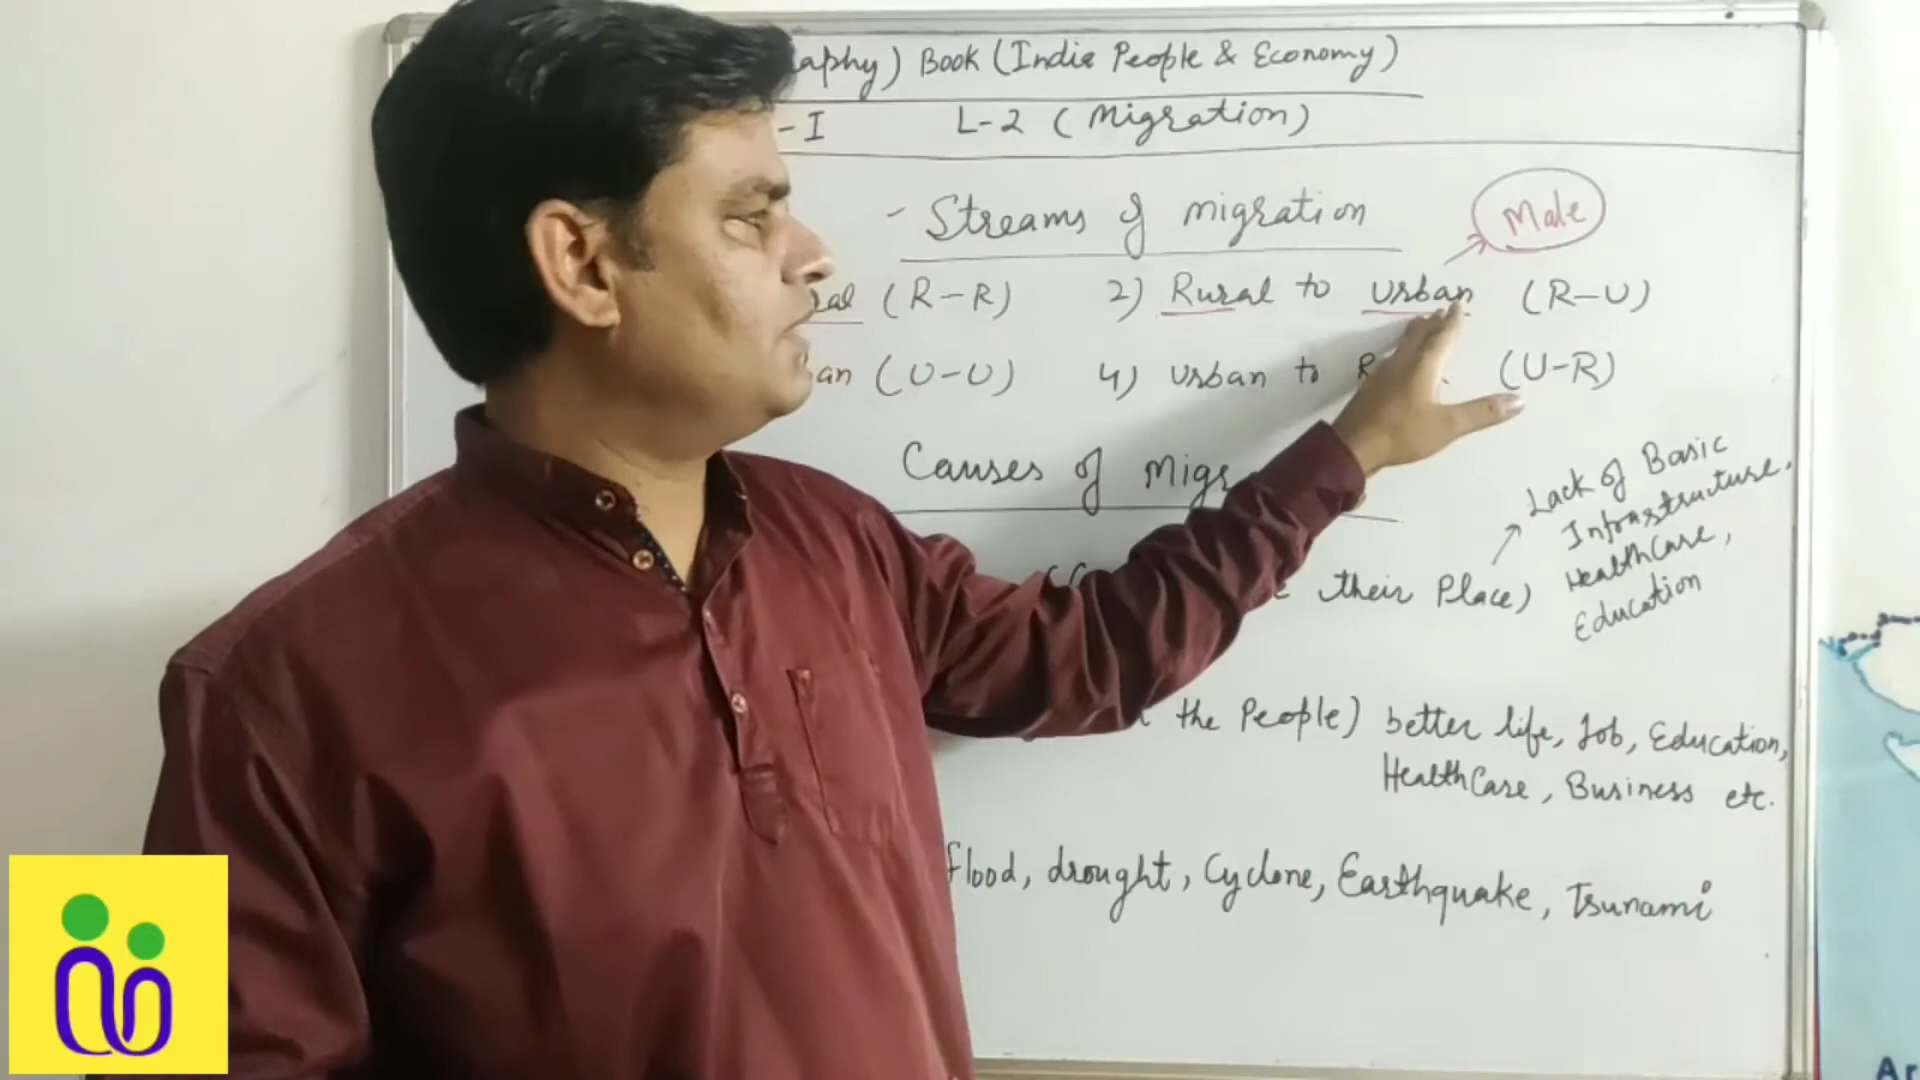 aphy) Book (India People & Economy)
-I L-2 (Migration)
- Streams of migration
Male
ral (R-R) 2) Rural to Urban (R-U)
an (U-U) 4) Urban to R (U-R)
Causes of Migr
their Place)
Lack of Basic
Infrastructure,
HealthCare,
Education
the People) better life, Job, Education,
HealthCare, Business etc.
flood, drought, Cyclone, Earthquake, Tsunami
Ar